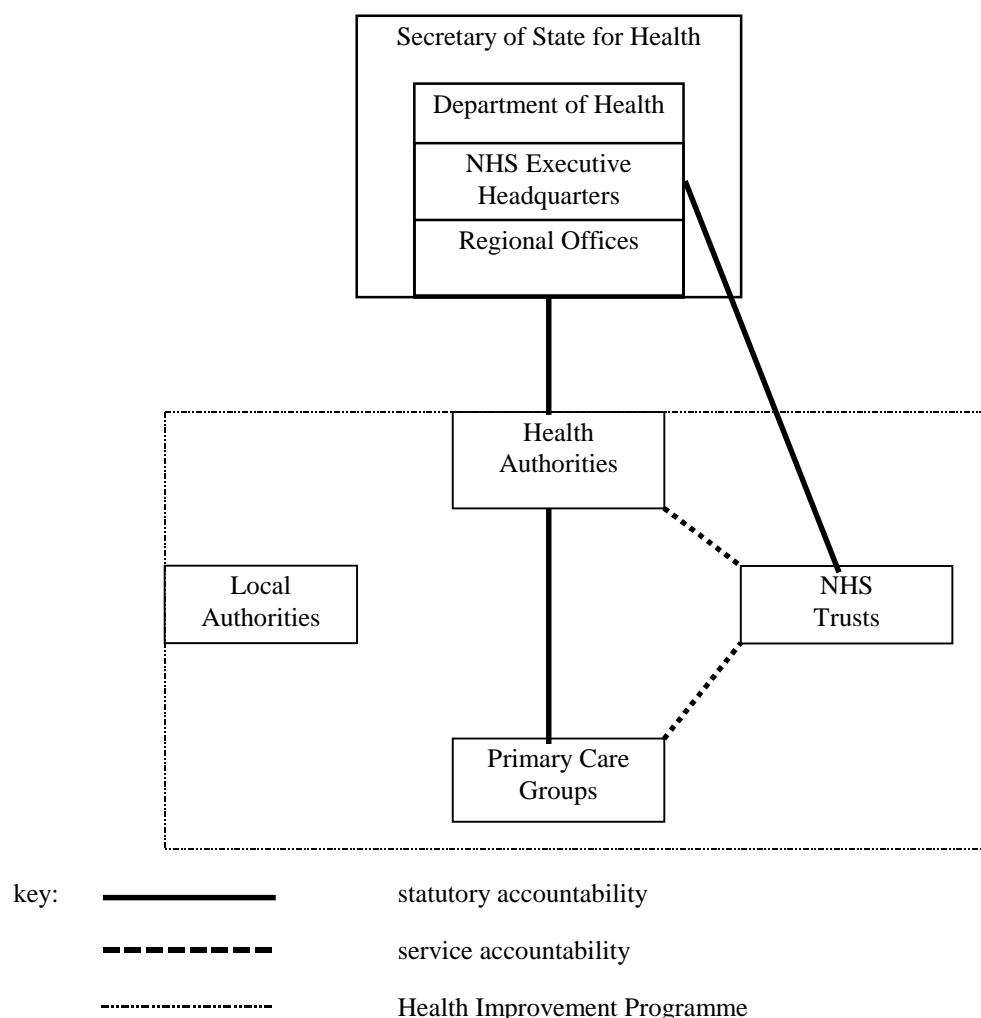 Secretary of State for Health
Department of Health
NHS Executive
Headquarters
Regional Offices
Health
Authorities
Local
Authorities
NHS
Trusts
Primary Care
Groups
key:
statutory accountability
service accountability
Health Improvement Programme